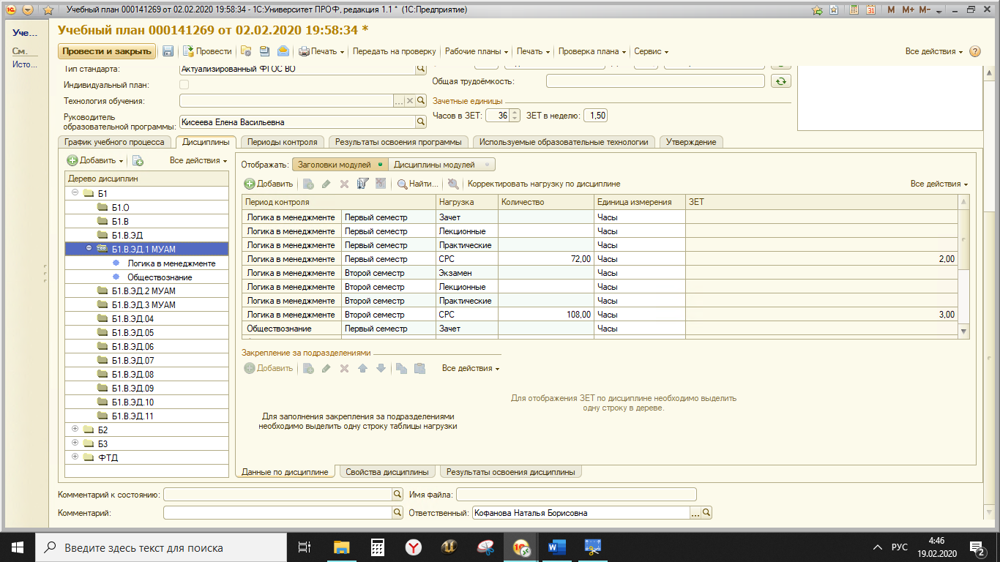 Учебный план 000141269 от 02.02.2020 19:58:34 - 1С:Университет ПРОФ, редакция 1.1 * (1С:Предприятие)
M M+ M-
Уче...
См.
Исто...
Учебный план 000141269 от 02.02.2020 19:58:34 *
Провести и закрыть Провести Печать Передать на проверку Рабочие планы Печать Проверка плана Сервис Все действия
Тип стандарта: Актуализированный ФГОС ВО
Общая трудоёмкость:
Индивидуальный план:
Технология обучения:
Зачетные единицы
Руководитель
образовательной программы: Кисеева Елена Васильевна
Часов в ЗЕТ: 36 ЗЕТ в неделю: 1,50
График учебного процесса Дисциплины Периоды контроля Результаты освоения программы Используемые образовательные технологии Утверждение
Добавить Все действия
Дерево дисциплин
Б1
Б1.О
Б1.В
Б1.В.ЭД
Б1.В.ЭД.1 МУАМ
Логика в менеджменте
Обществознание
Б1.В.ЭД.2 МУАМ
Б1.В.ЭД.3 МУАМ
Б1.В.ЭД.04
Б1.В.ЭД.05
Б1.В.ЭД.06
Б1.В.ЭД.07
Б1.В.ЭД.08
Б1.В.ЭД.09
Б1.В.ЭД.10
Б1.В.ЭД.11
Б2
Б3
ФТД
Отображать: Заголовки модулей Дисциплины модулей
Добавить Найти... Корректировать нагрузку по дисциплине Все действия
Период контроля Нагрузка Количество Единица измерения ЗЕТ
Логика в менеджменте Первый семестр Зачет Часы
Логика в менеджменте Первый семестр Лекционные Часы
Логика в менеджменте Первый семестр Практические Часы
Логика в менеджменте Первый семестр СРС 72,00 Часы 2,00
Логика в менеджменте Второй семестр Экзамен Часы
Логика в менеджменте Второй семестр Лекционные Часы
Логика в менеджменте Второй семестр Практические Часы
Логика в менеджменте Второй семестр СРС 108,00 Часы 3,00
Обществознание Первый семестр Зачет Часы
Закрепление за подразделениями
Добавить Все действия
Для отображения ЗЕТ по дисциплине необходимо выделить
одну строку в дереве.
Для заполнения закрепления за подразделениями
необходимо выделить одну строку таблицы нагрузки
Данные по дисциплине Свойства дисциплины Результаты освоения дисциплины
Комментарий к состоянию: Имя файла:
Комментарий: Ответственный: Кофанова Наталья Борисовна
Введите здесь текст для поиска
РУС
4:46
19.02.2020
2